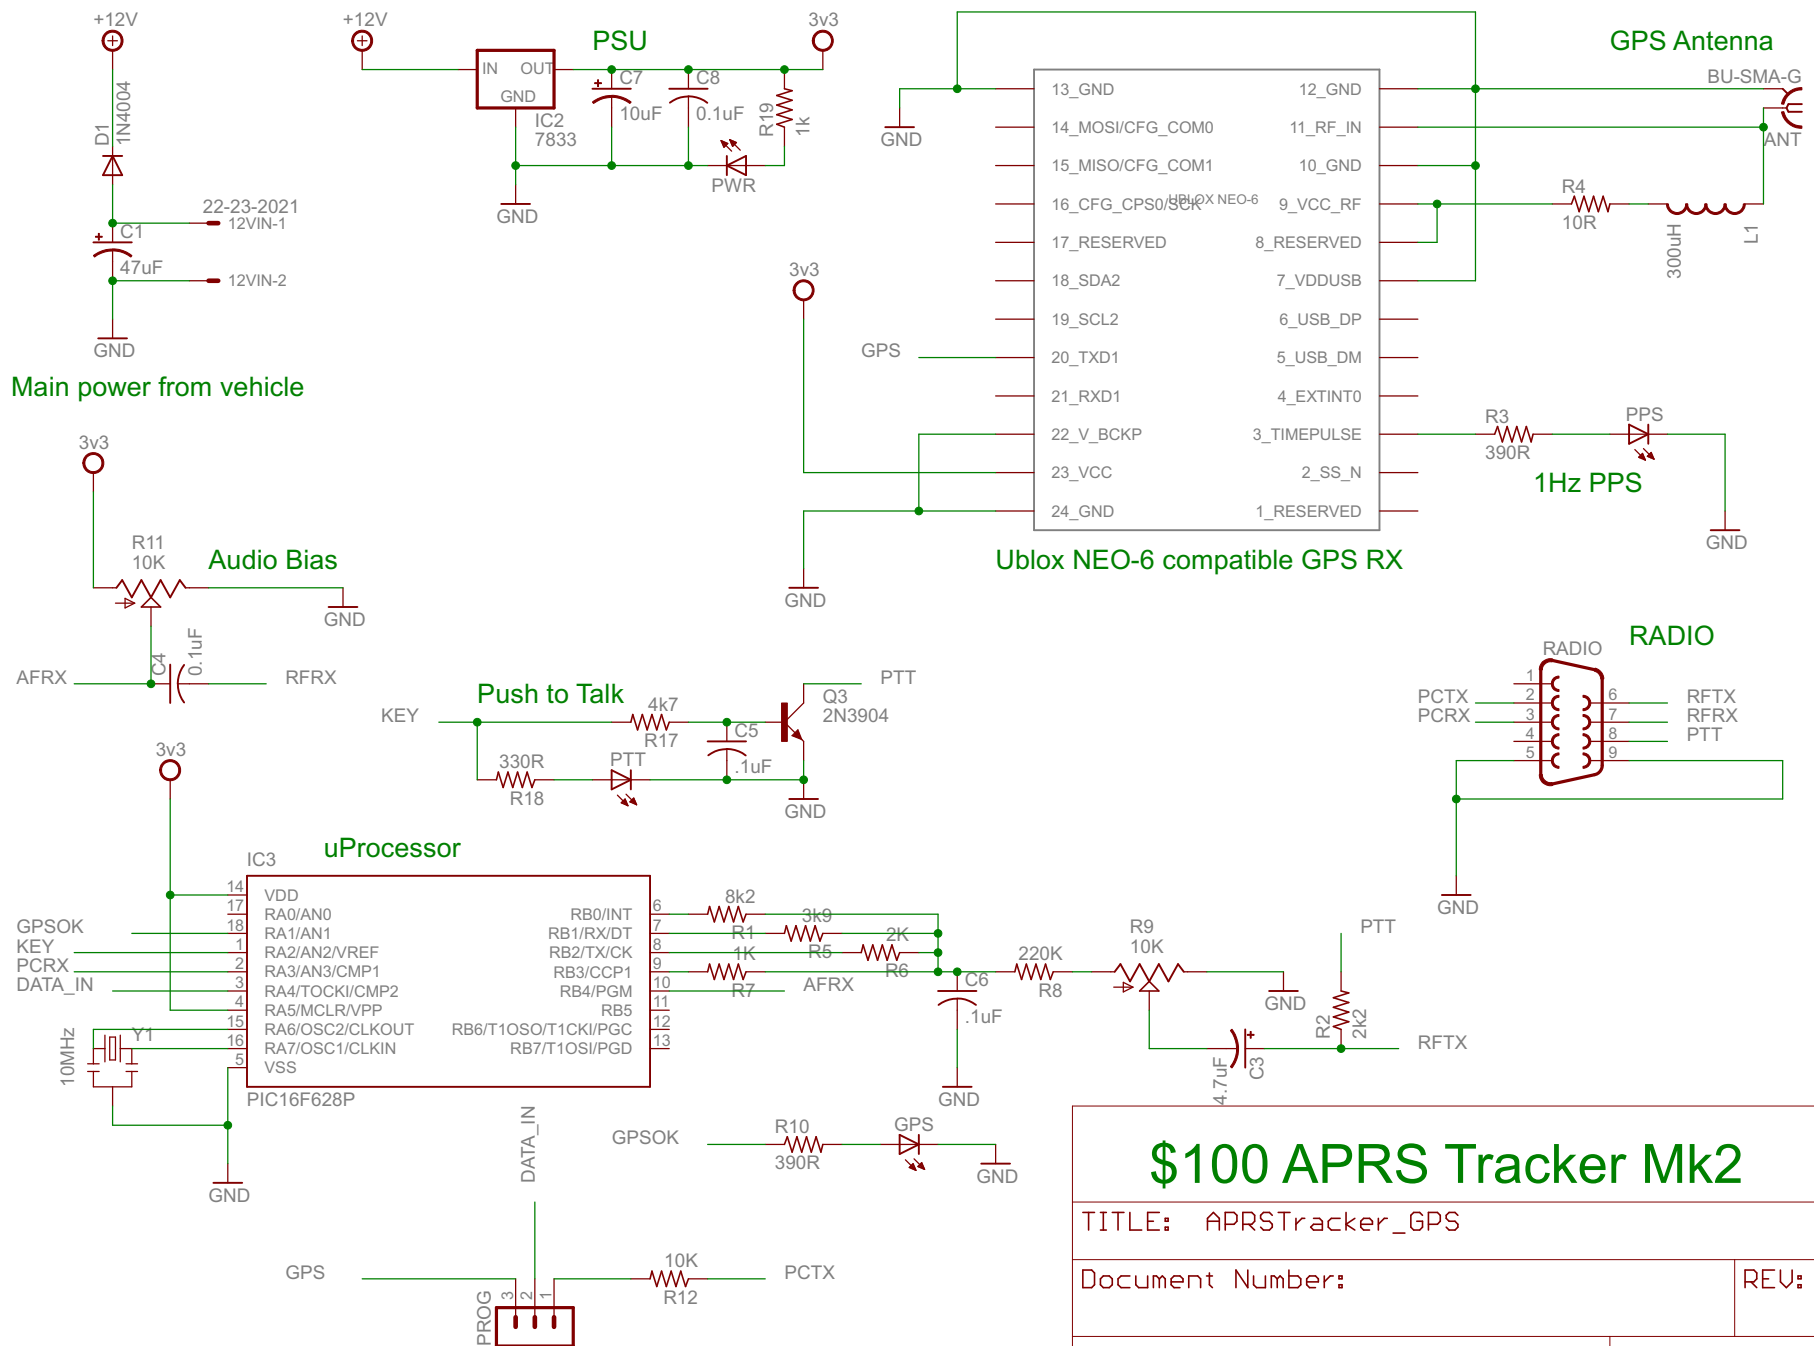 +12V
D1
1N4004
22-23-2021
12VIN-1
C1
47uF
12VIN-2
GND
Main power from vehicle
+12V
PSU
3v3
IN
OUT
GND
IC2
7833
C7
10uF
C8
0.1uF
R19
1k
PWR
GND
GPS Antenna
BU-SMA-G
ANT
GND
13_GND
14_MOSI/CFG_COM0
15_MISO/CFG_COM1
16_CFG_CPS0/SCK
17_RESERVED
18_SDA2
19_SCL2
20_TXD1
21_RXD1
22_V_BCKP
23_VCC
24_GND
UBLOX NEO-6
12_GND
11_RF_IN
10_GND
9_VCC_RF
8_RESERVED
7_VDDUSB
6_USB_DP
5_USB_DM
4_EXTINT0
3_TIMEPULSE
2_SS_N
1_RESERVED
R4
10R
300uH
L1
3v3
GPS
GND
R3
390R
PPS
1Hz PPS
GND
Ublox NEO-6 compatible GPS RX
3v3
R11
10K
Audio Bias
GND
AFRX
C4
0.1uF
RFRX
Push to Talk
KEY
4k7
R17
330R
R18
PTT
C5
.1uF
Q3
2N3904
PTT
GND
RADIO
RADIO
PCTX
PCRX
1
2
3
4
5
6
7
8
9
RFTX
RFRX
PTT
GND
3v3
uProcessor
IC3
GPSOK
KEY
PCRX
DATA_IN
14
17
18
1
2
3
4
15
16
5
VDD
RA0/AN0
RA1/AN1
RA2/AN2/VREF
RA3/AN3/CMP1
RA4/TOCKI/CMP2
RA5/MCLR/VPP
RA6/OSC2/CLKOUT
RA7/OSC1/CLKIN
VSS
RB0/INT
RB1/RX/DT
RB2/TX/CK
RB3/CCP1
RB4/PGM
RB5
RB6/T1OSO/T1CKI/PGC
RB7/T1OSI/PGD
6
7
8
9
10
11
12
13
PIC16F628P
10MHz
Y1
GND
8k2
R1
3k9
R5
2K
R6
1K
R7
AFRX
C6
.1uF
GND
220K
R8
R9
10K
GND
4.7uF
C3
PTT
R2
2k2
RFTX
GPSOK
R10
390R
GPS
GND
DATA_IN
GPS
PROG
3
2
1
10K
R12
PCTX
$100 APRS Tracker Mk2
TITLE: APRSTracker_GPS
Document Number:
REV: